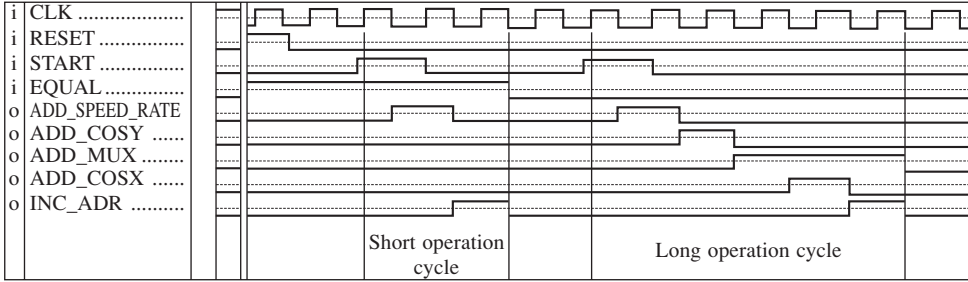 i CLK ....................
i RESET .................
i START .................
i EQUAL .................
o ADD_SPEED_RATE
o ADD_COSY ......
o ADD_MUX ........
o ADD_COSX ......
o INC_ADR ..........
Short operation
cycle
Long operation cycle